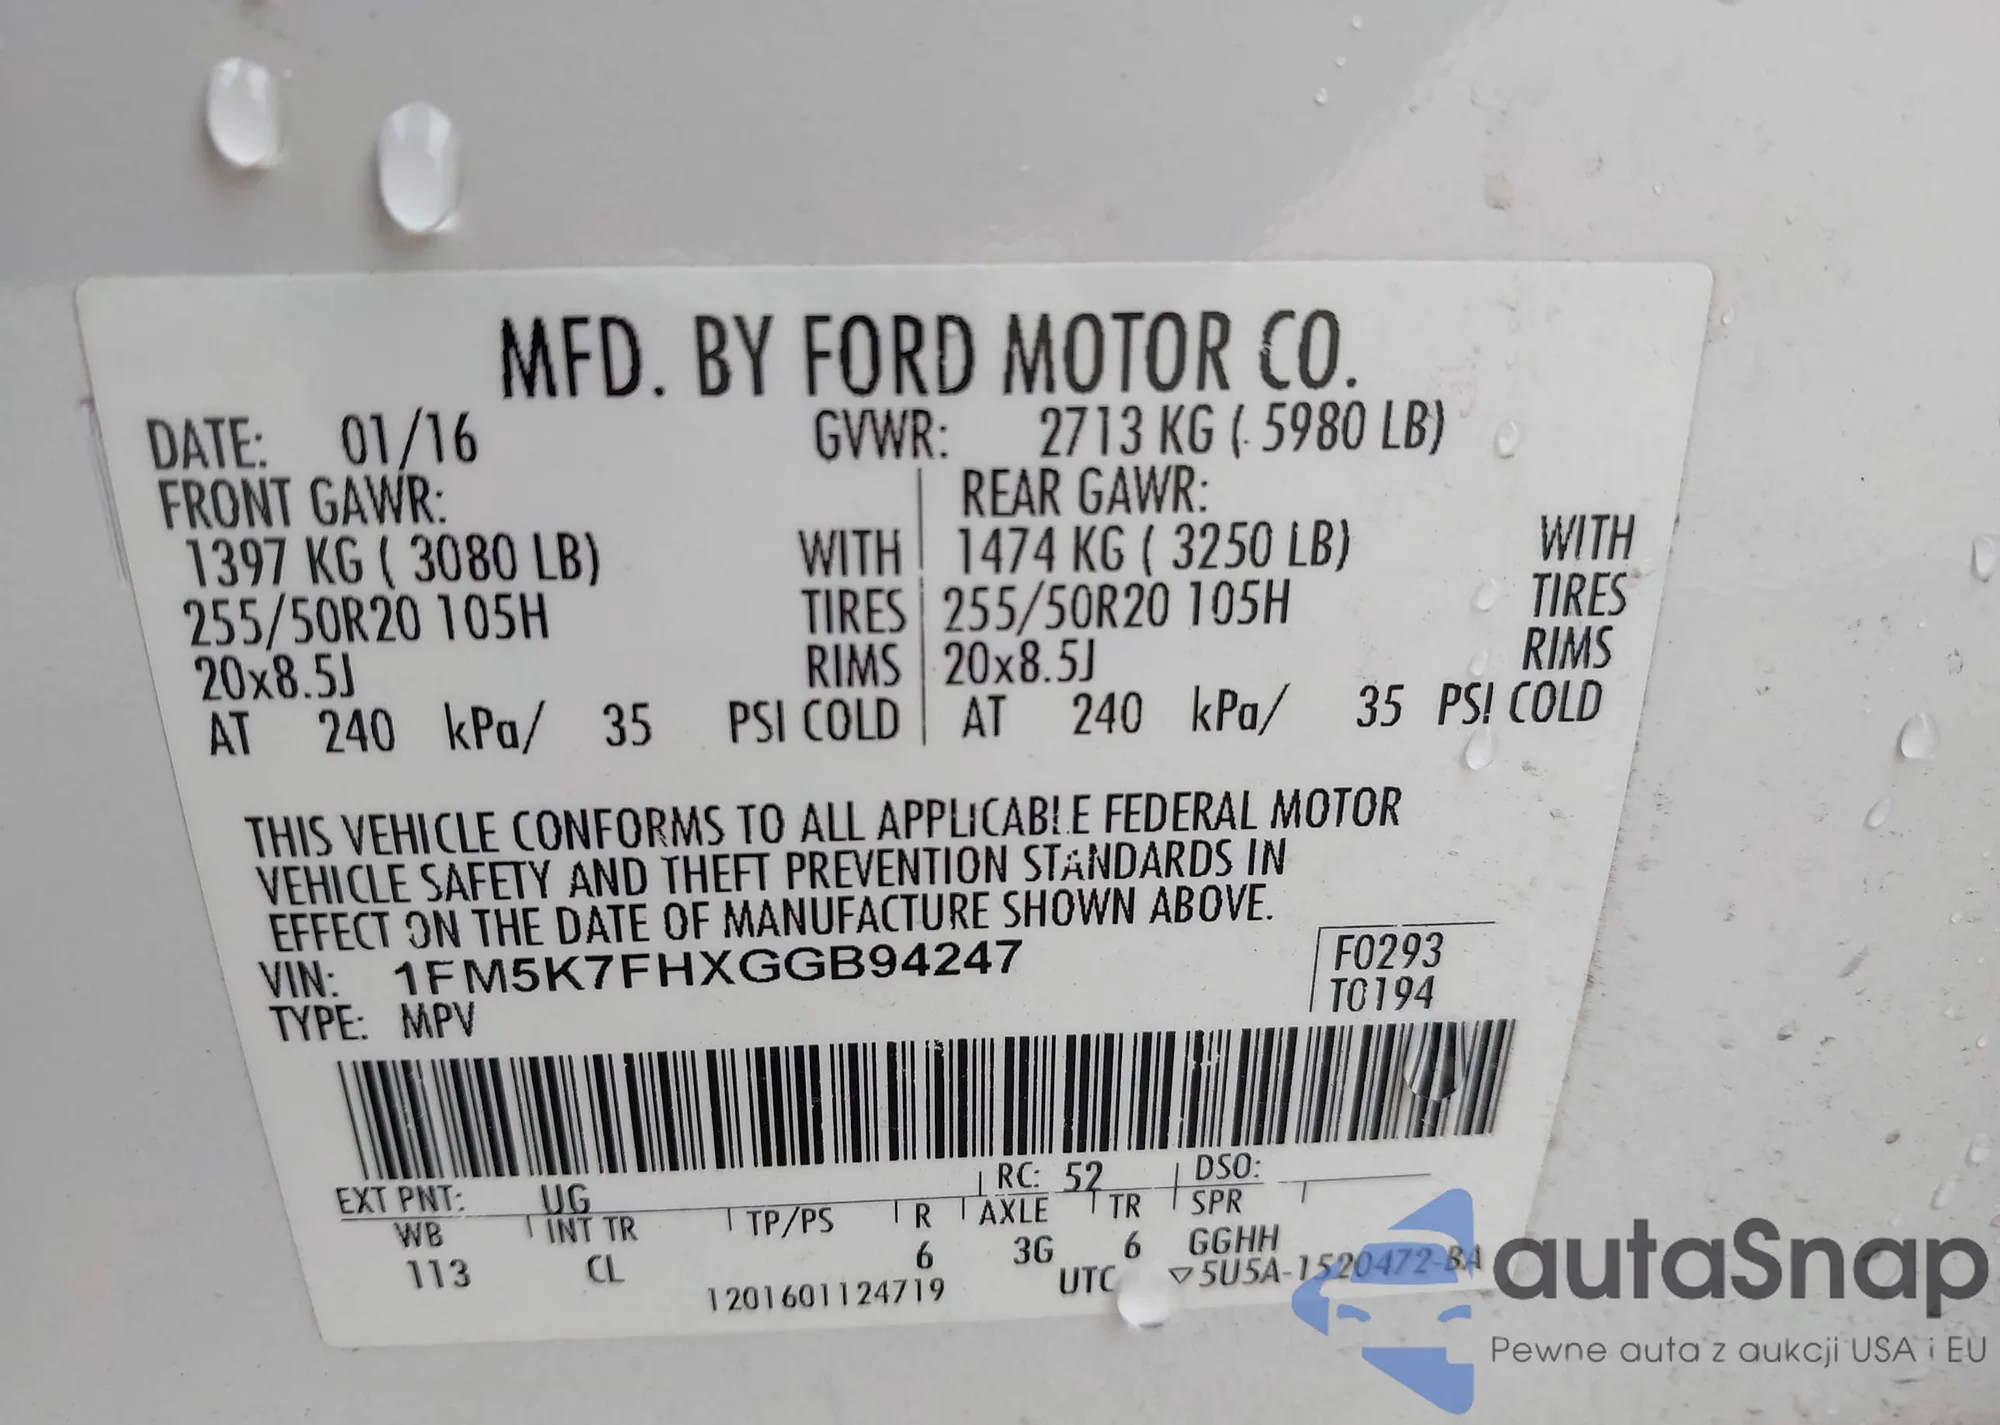 MFD. BY FORD MOTOR CO.
DATE: 01/16 GVWR: 2713 KG ( 5980 LB)
FRONT GAWR: REAR GAWR:
1397 KG ( 3080 LB) WITH 1474 KG ( 3250 LB) WITH
255/50R20 105H TIRES 255/50R20 105H TIRES
20x8.5J RIMS 20x8.5J RIMS
AT 240 kPa/ 35 PSI COLD AT 240 kPa/ 35 PSI COLD
THIS VEHICLE CONFORMS TO ALL APPLICABLE FEDERAL MOTOR
VEHICLE SAFETY AND THEFT PREVENTION STANDARDS IN
EFFECT ON THE DATE OF MANUFACTURE SHOWN ABOVE.
VIN: 1FM5K7FHXGGB94247
F0293
TYPE: MPV
T0194
EXT PNT: UG RC: 52 DSO:
WB INT TR TP/PS R AXLE TR SPR
113 CL 6 3G 6 GGHH
1201601124719 UTC ▽5U5A-1520472-BA
autaSnap
Pewne auta z aukcji USA i EU